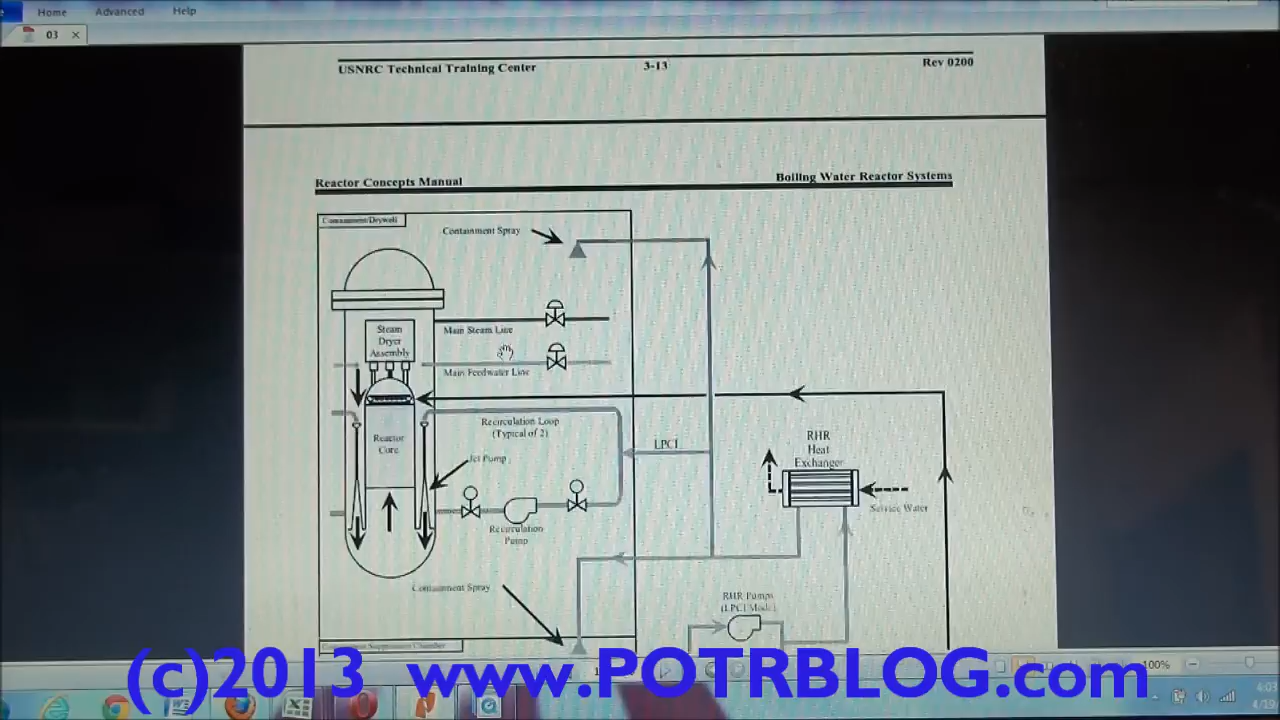 Home Advanced Help
03
USNRC Technical Training Center 3-13 Rev 0200
Reactor Concepts Manual Boiling Water Reactor Systems
Containment/Drywell
Containment Spray
Main Steam Line
Steam
Dryer
Assembly
Main Feedwater Line
Recirculation Loop
(Typical of 2)
LPCI
RHR
Heat
Exchanger
Reactor
Core
Jet Pump
Service Water
Recirculation
Pump
Containment Spray
RHR Pumps
(LPCI Mode)
Containment Suppression Chamber
100%
(c)2013 www.POTRBLOG.com